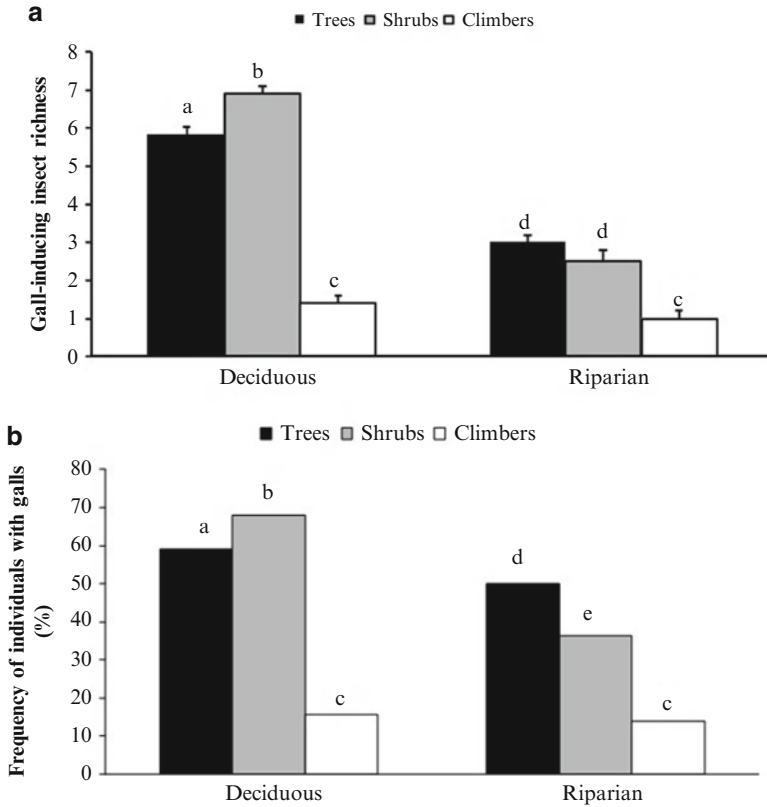 a
Trees Shrubs Climbers
Gall-inducing insect richness
8
7
6
5
4
3
2
1
0
a
b
c
d
d
c
Deciduous Riparian
b
Trees Shrubs Climbers
Frequency of individuals with galls
(%)
80
70
60
50
40
30
20
10
0
a
b
c
d
e
c
Deciduous Riparian